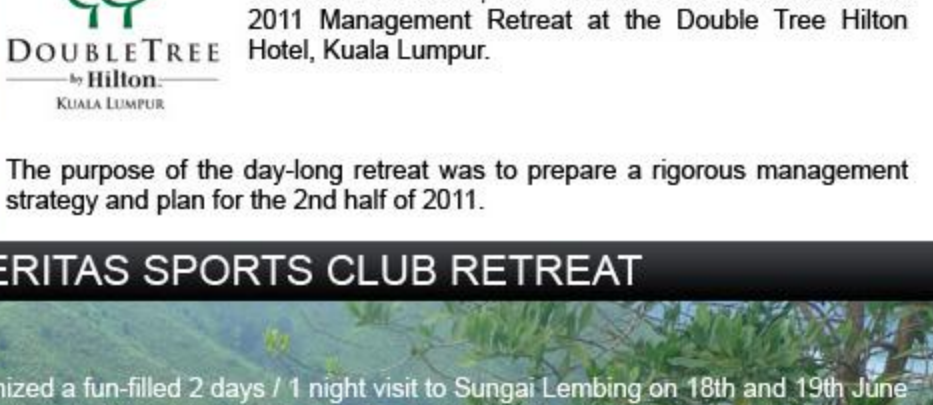 2011 Management Retreat at the Double Tree Hilton
Hotel, Kuala Lumpur.
DOUBLETREE
by Hilton
KUALA LUMPUR
The purpose of the day-long retreat was to prepare a rigorous management
strategy and plan for the 2nd half of 2011.
ERITAS SPORTS CLUB RETREAT
nized a fun-filled 2 days / 1 night visit to Sungai Lembing on 18th and 19th June